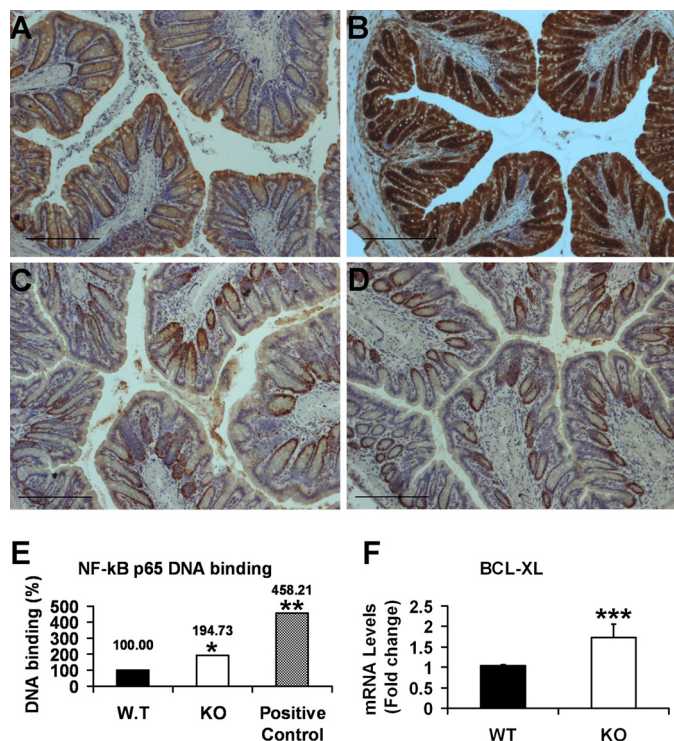 A
B
C
D
E
NF-kB p65 DNA binding
DNA binding (%)
500
400
300
200
100
0
100.00
194.73
*
458.21
**
W.T
KO
Positive
Control
F
BCL-XL
mRNA Levels
(Fold change)
2.5
2
1.5
1
0.5
0
***
WT
KO